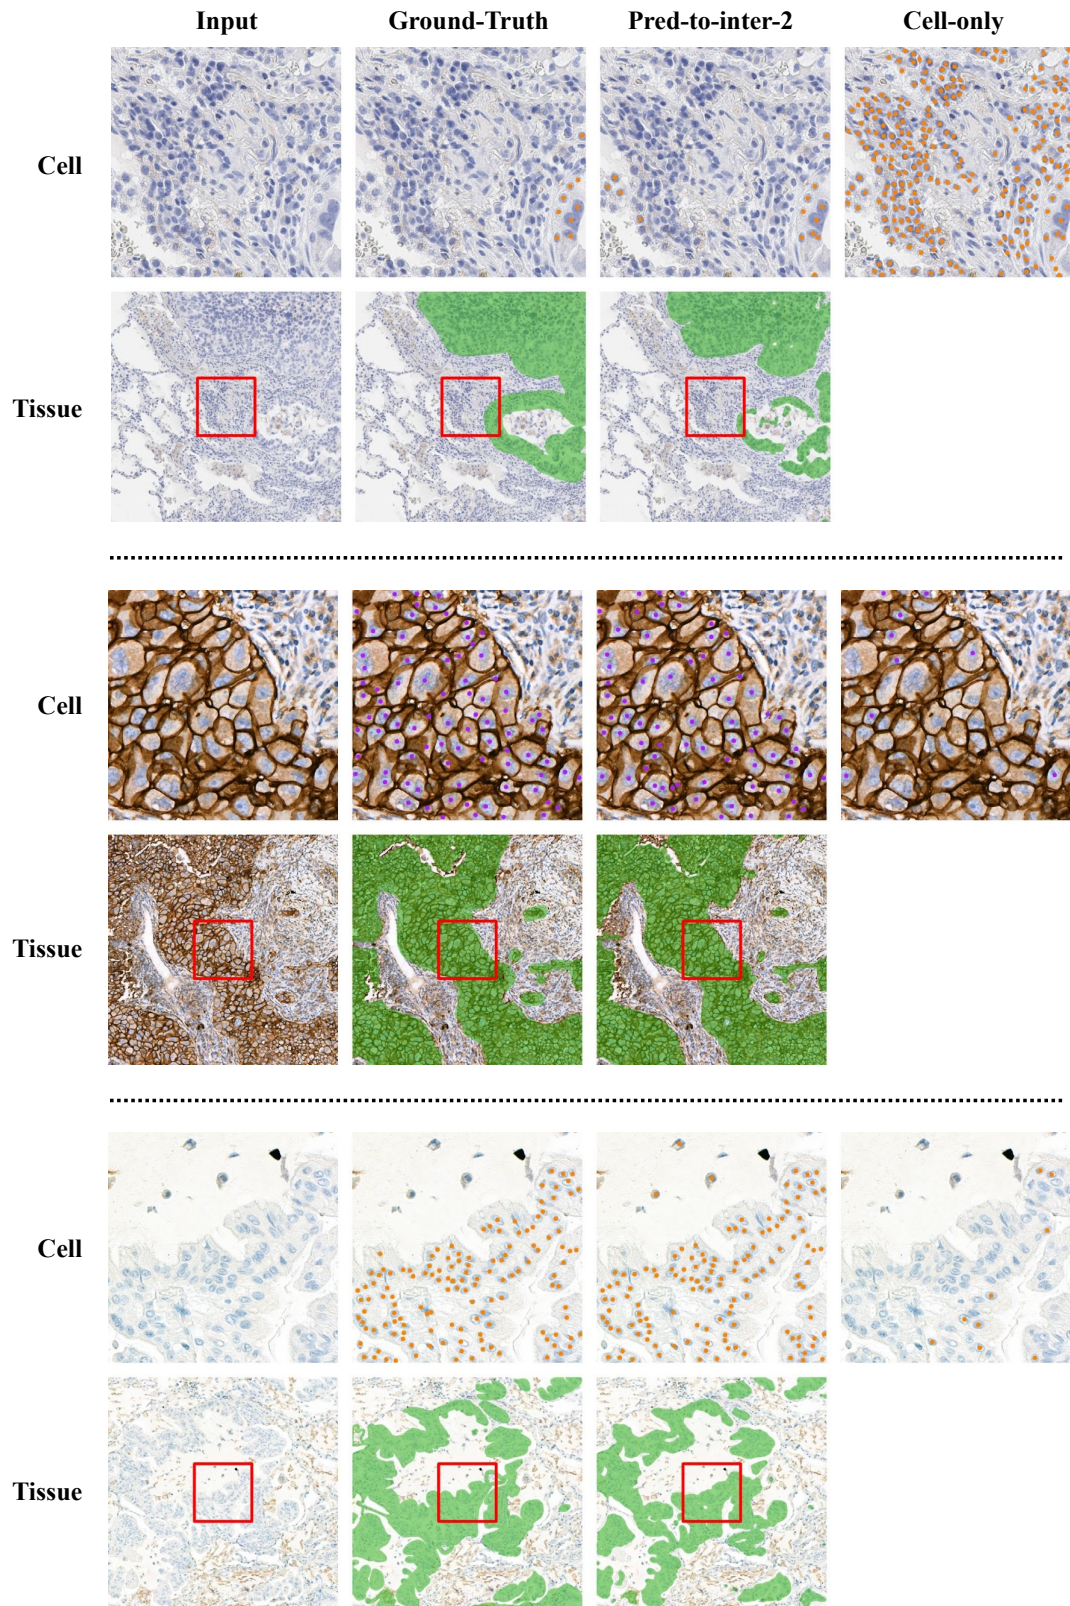 Input Ground-Truth Pred-to-inter-2 Cell-only
Cell
Tissue
Cell
Tissue
Cell
Tissue